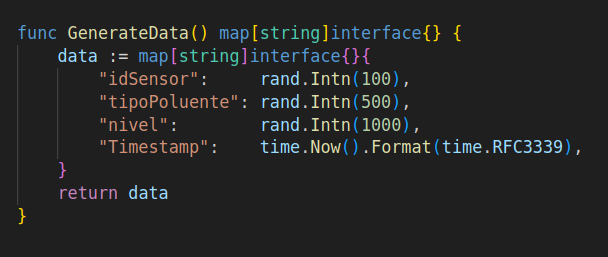 func GenerateData() map[string]interface{} {
    data := map[string]interface{}{
        "idSensor":     rand.Intn(100),
        "tipoPoluente": rand.Intn(500),
        "nivel":        rand.Intn(1000),
        "Timestamp":    time.Now().Format(time.RFC3339),
    }
    return data
}